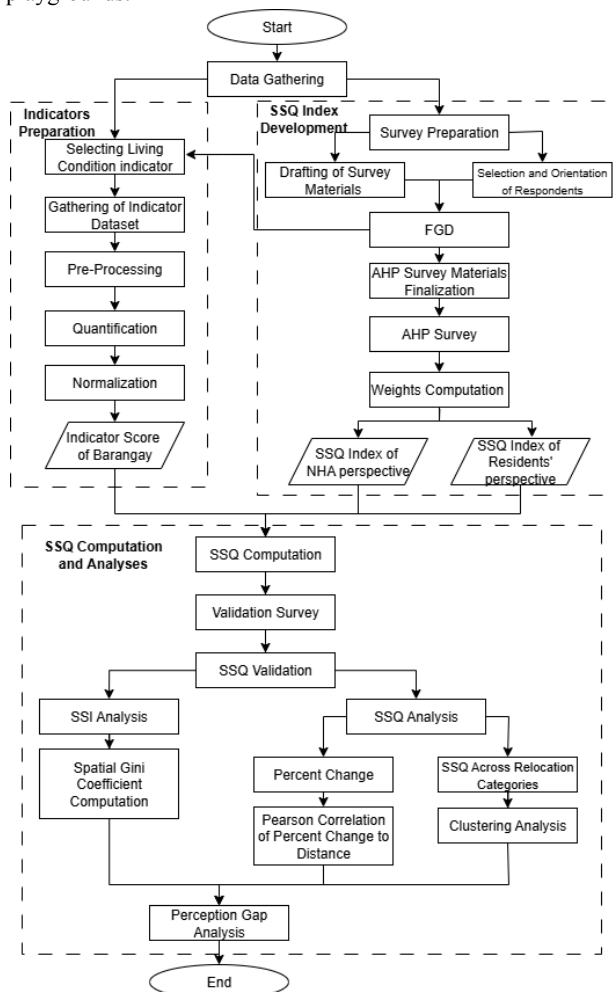 playgrounds.
Start
Data Gathering
Indicators
Preparation
SSQ Index
Development
Survey Preparation
Selecting Living
Condition indicator
Drafting of Survey
Materials
Selection and Orientation
of Respondents
Gathering of Indicator
Dataset
FGD
Pre-Processing
AHP Survey Materials
Finalization
Quantification
AHP Survey
Normalization
Weights Computation
Indicator Score
of Barangay
SSQ Index of
NHA perspective
SSQ Index of
Residents'
perspective
SSQ Computation
and Analyses
SSQ Computation
Validation Survey
SSQ Validation
SSI Analysis
SSQ Analysis
Spatial Gini
Coefficient
Computation
Percent Change
SSQ Across Relocation
Categories
Pearson Correlation
of Percent Change to
Distance
Clustering Analysis
Perception Gap
Analysis
End